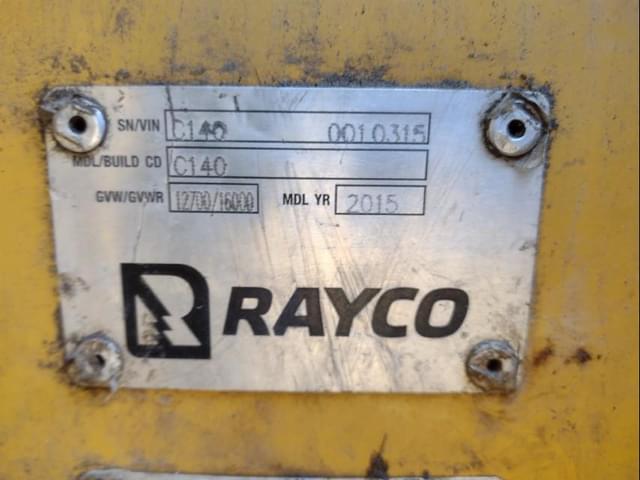 SN/VIN C140 0010315
MDL/BUILD CD C140
GVW/GVWR 12700/16000 MDL YR 2015
RAYCO